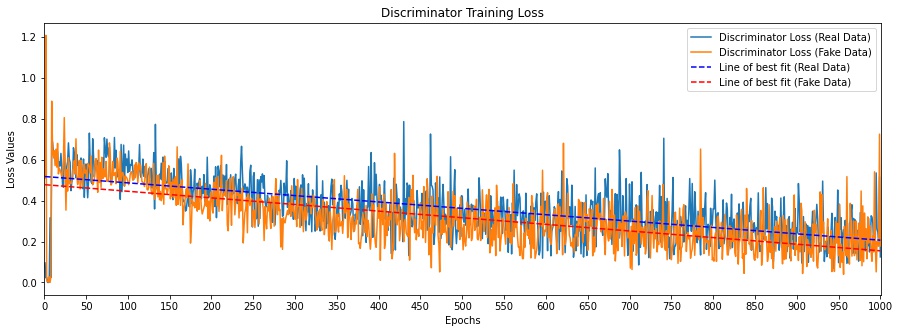 Discriminator Training Loss
Discriminator Loss (Real Data)
Discriminator Loss (Fake Data)
Line of best fit (Real Data)
Line of best fit (Fake Data)
Loss Values
1.2
1.0
0.8
0.6
0.4
0.2
0.0
0 50 100 150 200 250 300 350 400 450 500 550 600 650 700 750 800 850 900 950 1000
Epochs